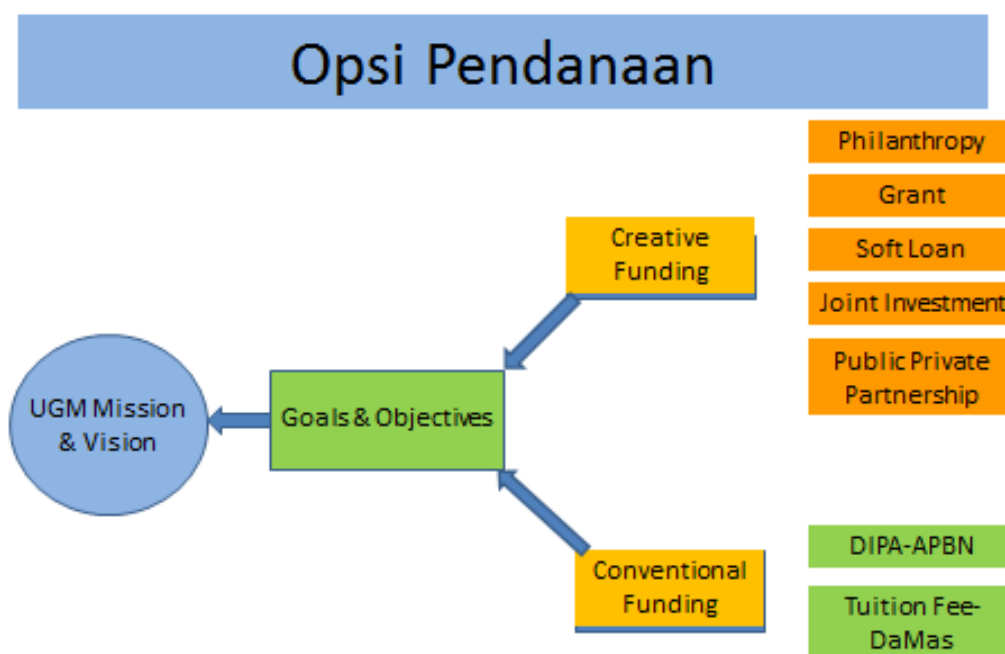 Opsi Pendanaan
Philanthropy
Grant
Soft Loan
Joint Investment
Public Private
Partnership
Creative
Funding
UGM Mission
& Vision
Goals & Objectives
Conventional
Funding
DIPA-APBN
Tuition Fee-
DaMas